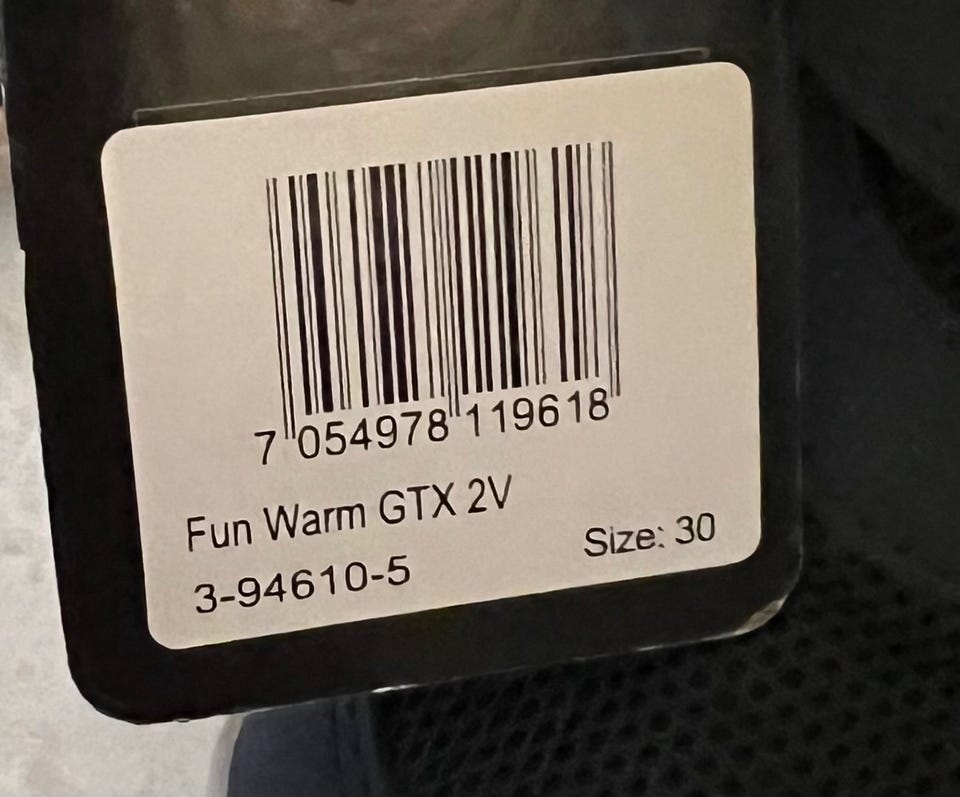 7 054978 119618
Fun Warm GTX 2V
3-94610-5
Size: 30